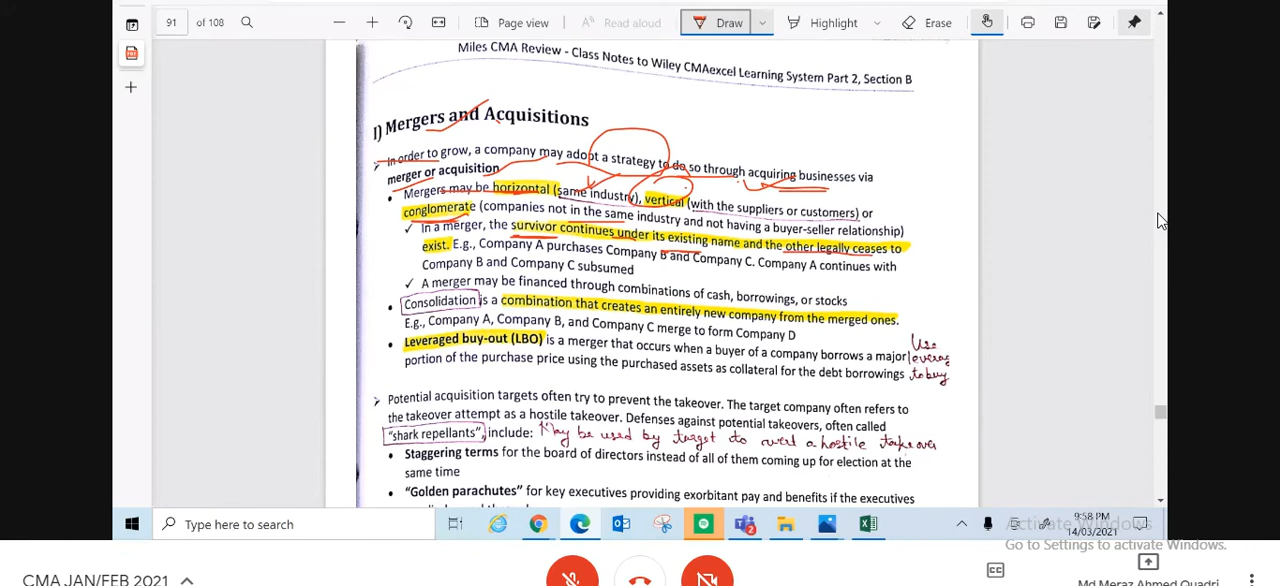 91 of 108 Page view Read aloud Draw Highlight Erase
Miles CMA Review - Class Notes to Wiley CMAexcel Learning System Part 2, Section B
I) Mergers and Acquisitions
In order to grow, a company may adopt a strategy to do so through acquiring businesses via
merger or acquisition
• Mergers may be horizontal (same industry), vertical (with the suppliers or customers) or
conglomerate (companies not in the same industry and not having a buyer-seller relationship)
✓ In a merger, the survivor continues under its existing name and the other legally ceases to
exist. E.g., Company A purchases Company B and Company C. Company A continues with
Company B and Company C subsumed
✓ A merger may be financed through combinations of cash, borrowings, or stocks
• Consolidation is a combination that creates an entirely new company from the merged ones.
E.g., Company A, Company B, and Company C merge to form Company D
• Leveraged buy-out (LBO) is a merger that occurs when a buyer of a company borrows a major
portion of the purchase price using the purchased assets as collateral for the debt borrowings
Use
leverag
to buy
Potential acquisition targets often try to prevent the takeover. The target company often refers to
the takeover attempt as a hostile takeover. Defenses against potential takeovers, often called
"shark repellants", include: May be used by target to avert a hostile takeover
• Staggering terms for the board of directors instead of all of them coming up for election at the
same time
• "Golden parachutes" for key executives providing exorbitant pay and benefits if the executives
Type here to search
9:58 PM
14/03/2021
Activate Windows
Go to Settings to activate Windows.
CMA JAN/FEB 2021
Md Meraz Ahmed Quadri